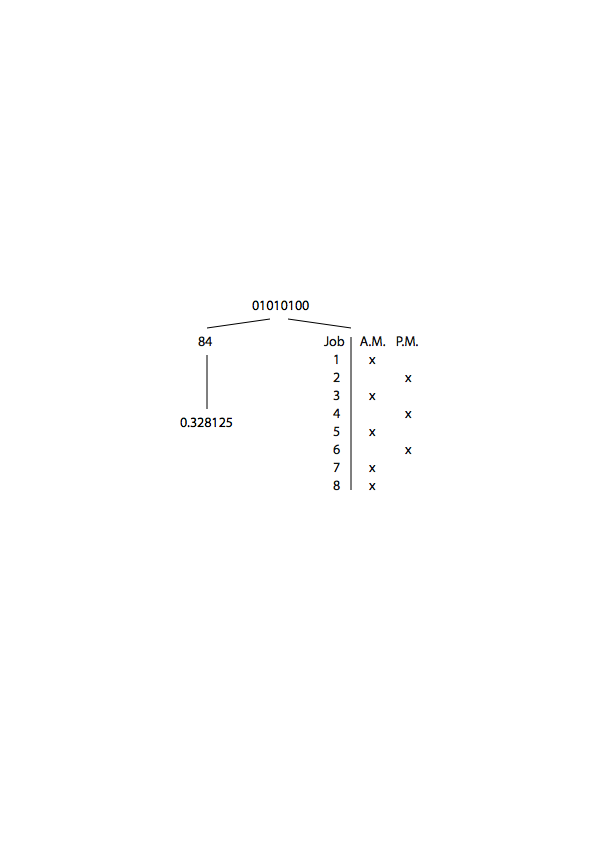 01010100
84
0.328125
Job A.M. P.M.
1 x
2 x
3 x
4 x
5 x
6 x
7 x
8 x